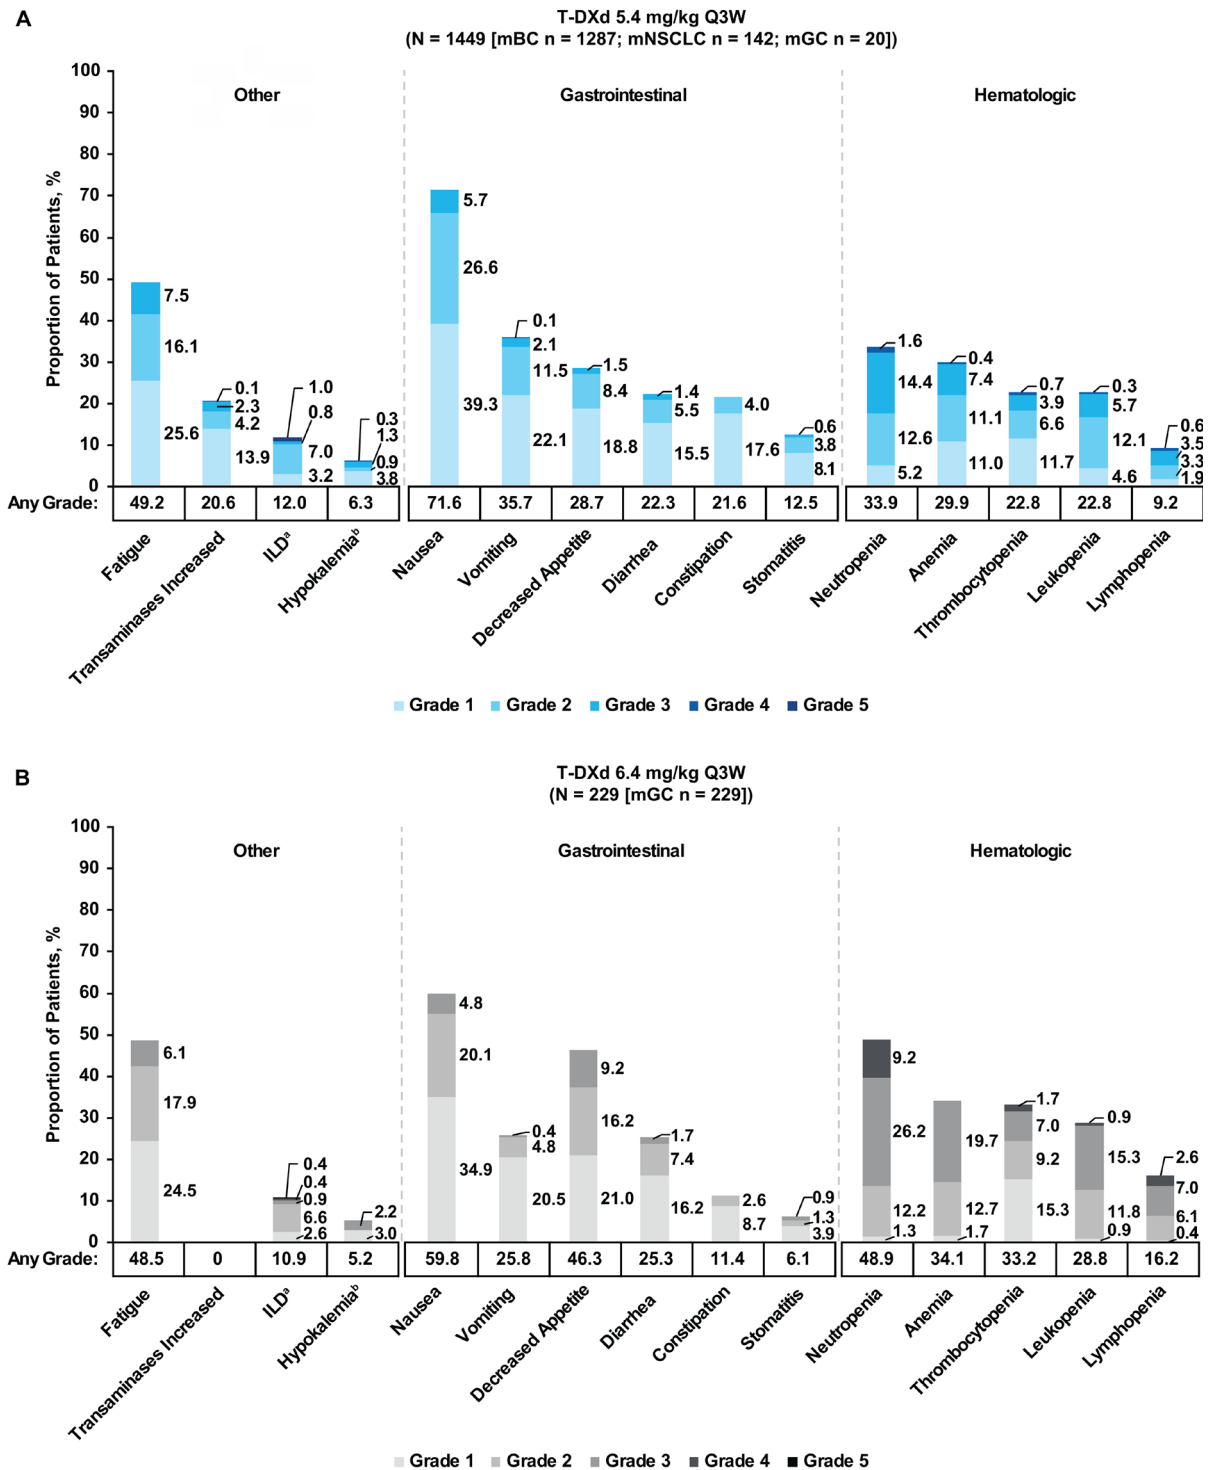 A
T-DXd 5.4 mg/kg Q3W
(N = 1449 [mBC n = 1287; mNSCLC n = 142; mGC n = 20])
Proportion of Patients, %
100
90
80
70
60
50
40
30
20
10
0
Other
Gastrointestinal
Hematologic
7.5
16.1
25.6
0.1
2.3
4.2
13.9
1.0
0.8
7.0
3.2
0.3
1.3
0.9
3.8
5.7
26.6
39.3
0.1
2.1
11.5
22.1
1.5
8.4
18.8
1.4
5.5
15.5
4.0
17.6
0.6
3.8
8.1
1.6
14.4
12.6
5.2
0.4
7.4
11.1
11.0
0.7
3.9
6.6
11.7
0.3
5.7
12.1
4.6
0.6
3.5
3.3
1.9
Any Grade: 49.2 20.6 12.0 6.3 71.6 35.7 28.7 22.3 21.6 12.5 33.9 29.9 22.8 22.8 9.2
Fatigue
Transaminases Increased
ILDᵃ
Hypokalemiaᵇ
Nausea
Vomiting
Decreased Appetite
Diarrhea
Constipation
Stomatitis
Neutropenia
Anemia
Thrombocytopenia
Leukopenia
Lymphopenia
Grade 1 Grade 2 Grade 3 Grade 4 Grade 5
B
T-DXd 6.4 mg/kg Q3W
(N = 229 [mGC n = 229])
Proportion of Patients, %
100
90
80
70
60
50
40
30
20
10
0
Other
Gastrointestinal
Hematologic
6.1
17.9
24.5
0.4
0.4
0.9
6.6
2.6
2.2
3.0
4.8
20.1
34.9
0.4
4.8
20.5
9.2
16.2
21.0
1.7
7.4
16.2
2.6
8.7
0.9
1.3
3.9
9.2
26.2
12.2
1.3
19.7
12.7
1.7
1.7
7.0
9.2
15.3
0.9
15.3
11.8
0.9
2.6
7.0
6.1
0.4
Any Grade: 48.5 0 10.9 5.2 59.8 25.8 46.3 25.3 11.4 6.1 48.9 34.1 33.2 28.8 16.2
Fatigue
Transaminases Increased
ILDᵃ
Hypokalemiaᵇ
Nausea
Vomiting
Decreased Appetite
Diarrhea
Constipation
Stomatitis
Neutropenia
Anemia
Thrombocytopenia
Leukopenia
Lymphopenia
Grade 1 Grade 2 Grade 3 Grade 4 Grade 5